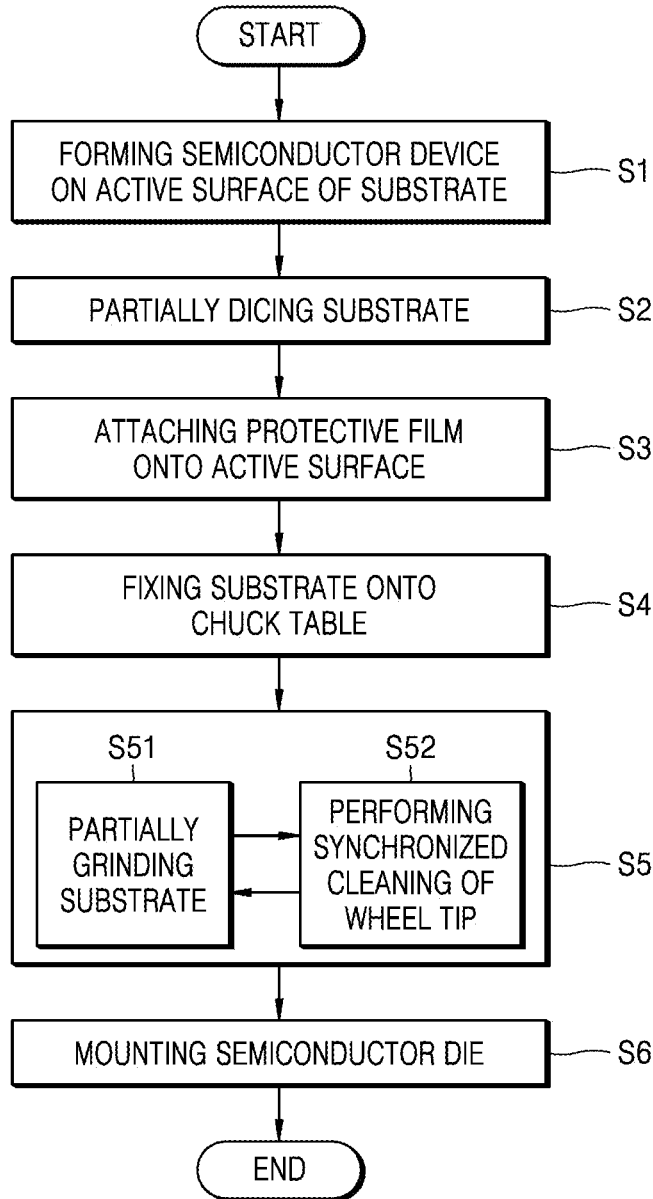 START
FORMING SEMICONDUCTOR DEVICE
ON ACTIVE SURFACE OF SUBSTRATE
S1
PARTIALLY DICING SUBSTRATE
S2
ATTACHING PROTECTIVE FILM
ONTO ACTIVE SURFACE
S3
FIXING SUBSTRATE ONTO
CHUCK TABLE
S4
S51
PARTIALLY
GRINDING
SUBSTRATE
S52
PERFORMING
SYNCHRONIZED
CLEANING OF
WHEEL TIP
S5
MOUNTING SEMICONDUCTOR DIE
S6
END